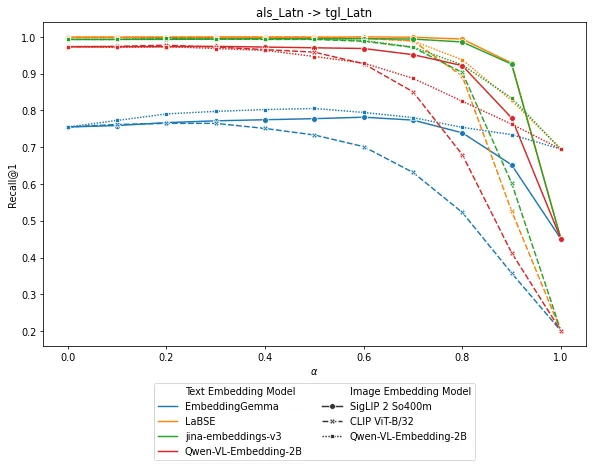 als_Latn -> tgl_Latn
Recall@1
1.0
0.9
0.8
0.7
0.6
0.5
0.4
0.3
0.2
0.0 0.2 0.4 0.6 0.8 1.0
α
Text Embedding Model Image Embedding Model
EmbeddingGemma SigLIP 2 So400m
LaBSE CLIP ViT-B/32
jina-embeddings-v3 Qwen-VL-Embedding-2B
Qwen-VL-Embedding-2B